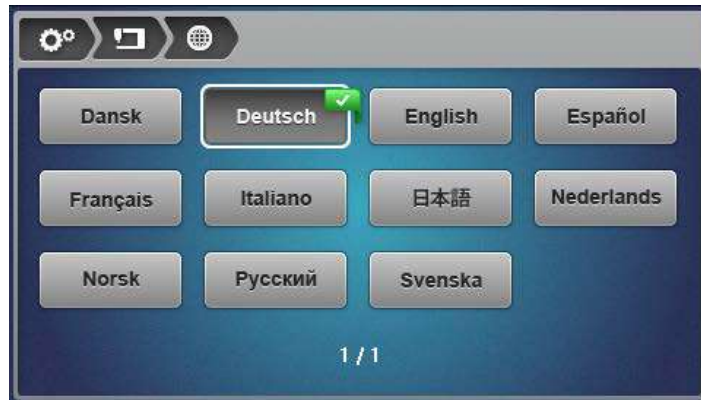 Dansk Deutsch English Español
Français Italiano 日本語 Nederlands
Norsk Русский Svenska
1 / 1